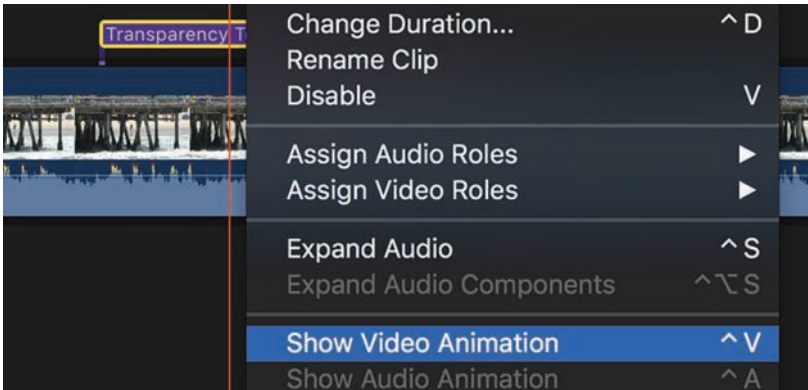 Transparency T
Change Duration... ^ D
Rename Clip
Disable V
Assign Audio Roles ▶
Assign Video Roles ▶
Expand Audio ^ S
Expand Audio Components ^⌥ S
Show Video Animation ^ V
Show Audio Animation ^ A